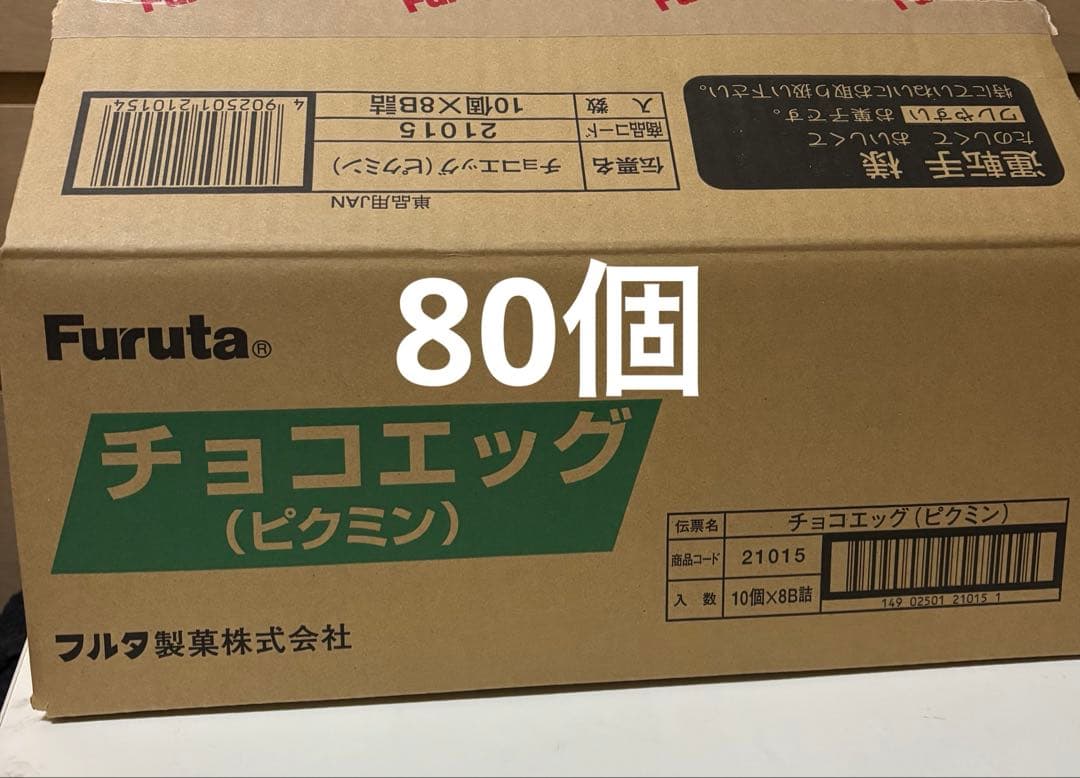 Furuta
Furuta
Furuta
Furuta
運転手様
たのしくて おいしくて
ワレやすい お菓子です。
特にていねいにお取り扱い下さい。
単品用JAN
伝票名 チョコエッグ(ピクミン)
商品コード 21015
入数 10個×8B詰
4 902501 210154
80個
Furuta®
チョコエッグ
(ピクミン)
フルタ製菓株式会社
伝票名 チョコエッグ(ピクミン)
商品コード 21015
入数 10個×8B詰
149 02501 21015 1